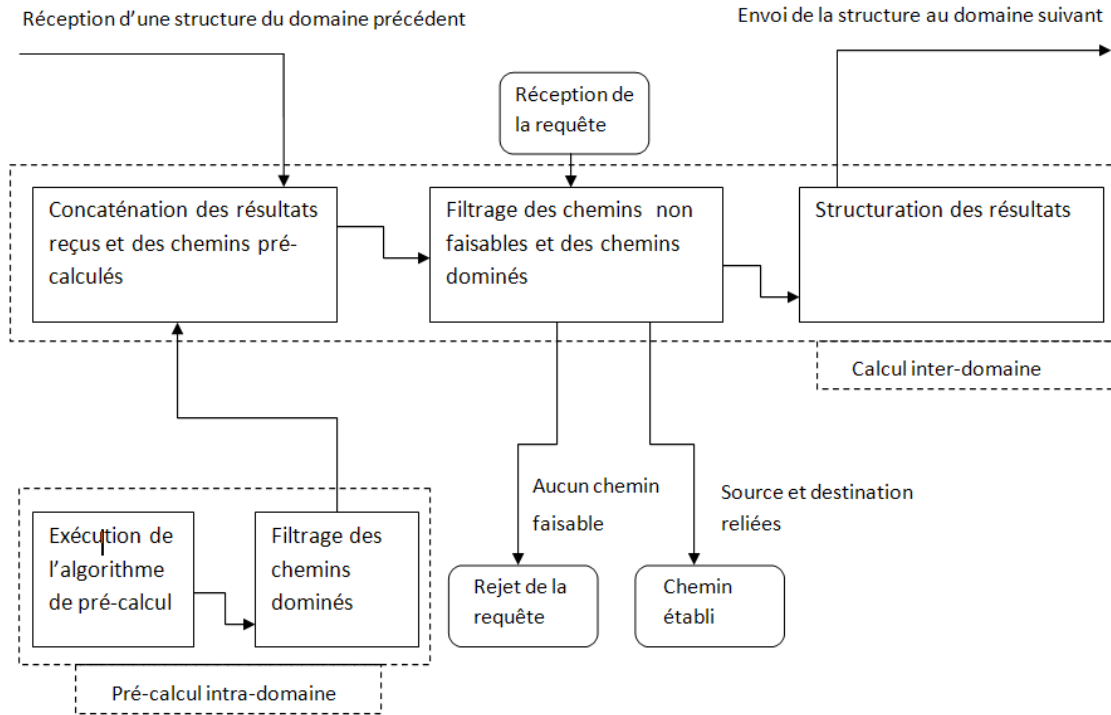 Réception d’une structure du domaine précédent
Envoi de la structure au domaine suivant
Réception de
la requête
Concaténation des résultats
reçus et des chemins pré-
calculés
Filtrage des chemins non
faisables et des chemins
dominés
Structuration des résultats
Calcul inter-domaine
Aucun chemin
faisable
Source et destination
reliées
Exécution de
l’algorithme
de pré-calcul
Filtrage des
chemins
dominés
Rejet de la
requête
Chemin
établi
Pré-calcul intra-domaine